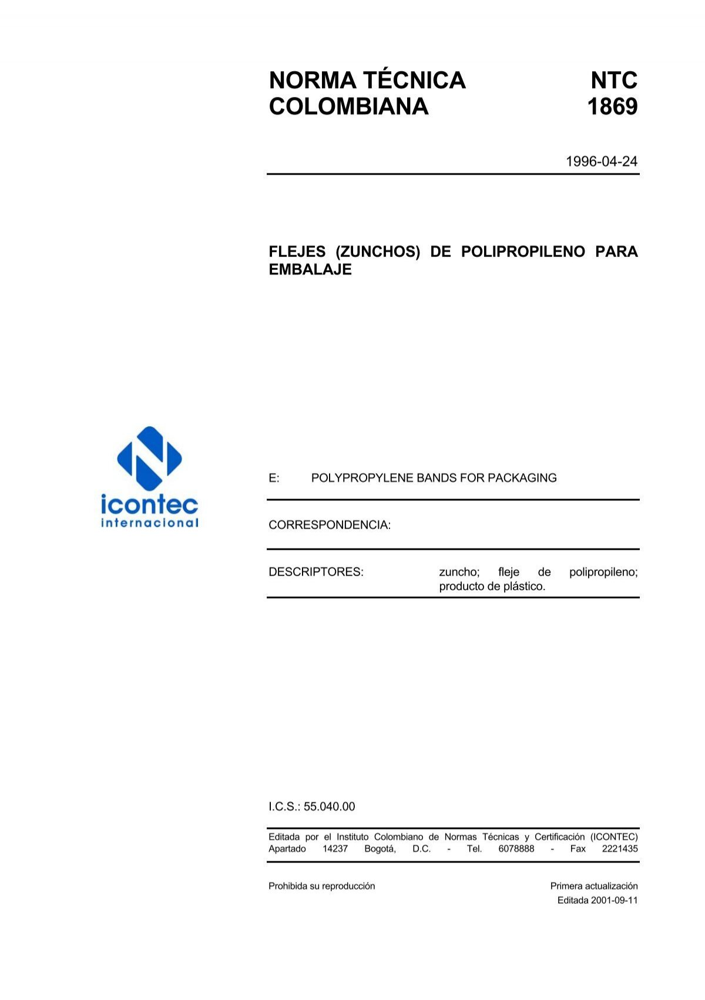 NORMA TÉCNICA NTC
COLOMBIANA 1869
1996-04-24
FLEJES (ZUNCHOS) DE POLIPROPILENO PARA
EMBALAJE
icontec
internacional
E: POLYPROPYLENE BANDS FOR PACKAGING
CORRESPONDENCIA:
DESCRIPTORES: zuncho; fleje de polipropileno;
producto de plástico.
I.C.S.: 55.040.00
Editada por el Instituto Colombiano de Normas Técnicas y Certificación (ICONTEC)
Apartado 14237 Bogotá, D.C. - Tel. 6078888 - Fax 2221435
Prohibida su reproducción Primera actualización
Editada 2001-09-11